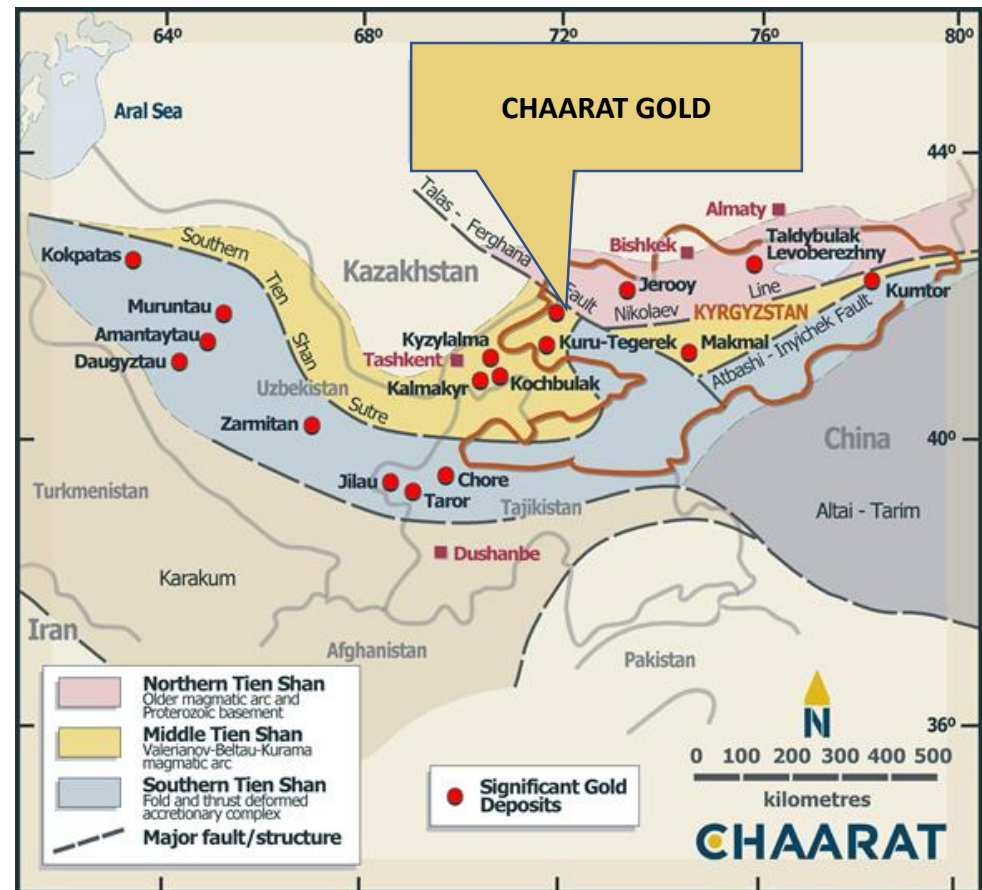 64º 68º 72º 76º 80º
Aral Sea
CHAARAT GOLD
44º
Talas - Ferghana
Fault
Almaty
Bishkek
Taldybulak
Levoberezhny
Kokpatas
Southern
Tien
Shan
Sutre
Kazakhstan
Jerooy
Nikolaev
Line
KYRGYZSTAN
Kumtor
Muruntau
Amantaytau
Daugyztau
Kyzylalma
Tashkent
Kalmakyr
Kochbulak
Kuru-Tegerek
Makmal
Atbashi - Inyichek Fault
Uzbekistan
Zarmitan
China
40º
Jilau
Chore
Taror
Tajikistan
Turkmenistan
Altai - Tarim
Dushanbe
Karakum
Iran
Afghanistan
Pakistan
36º
Northern Tien Shan
Older magmatic arc and
Proterozoic basement
Middle Tien Shan
Valerianov-Beltau-Kurama
magmatic arc
Southern Tien Shan
Fold and thrust deformed
accretionary complex
Major fault/structure
Significant Gold
Deposits
N
0 100 200 300 400 500
kilometres
CHAARAT